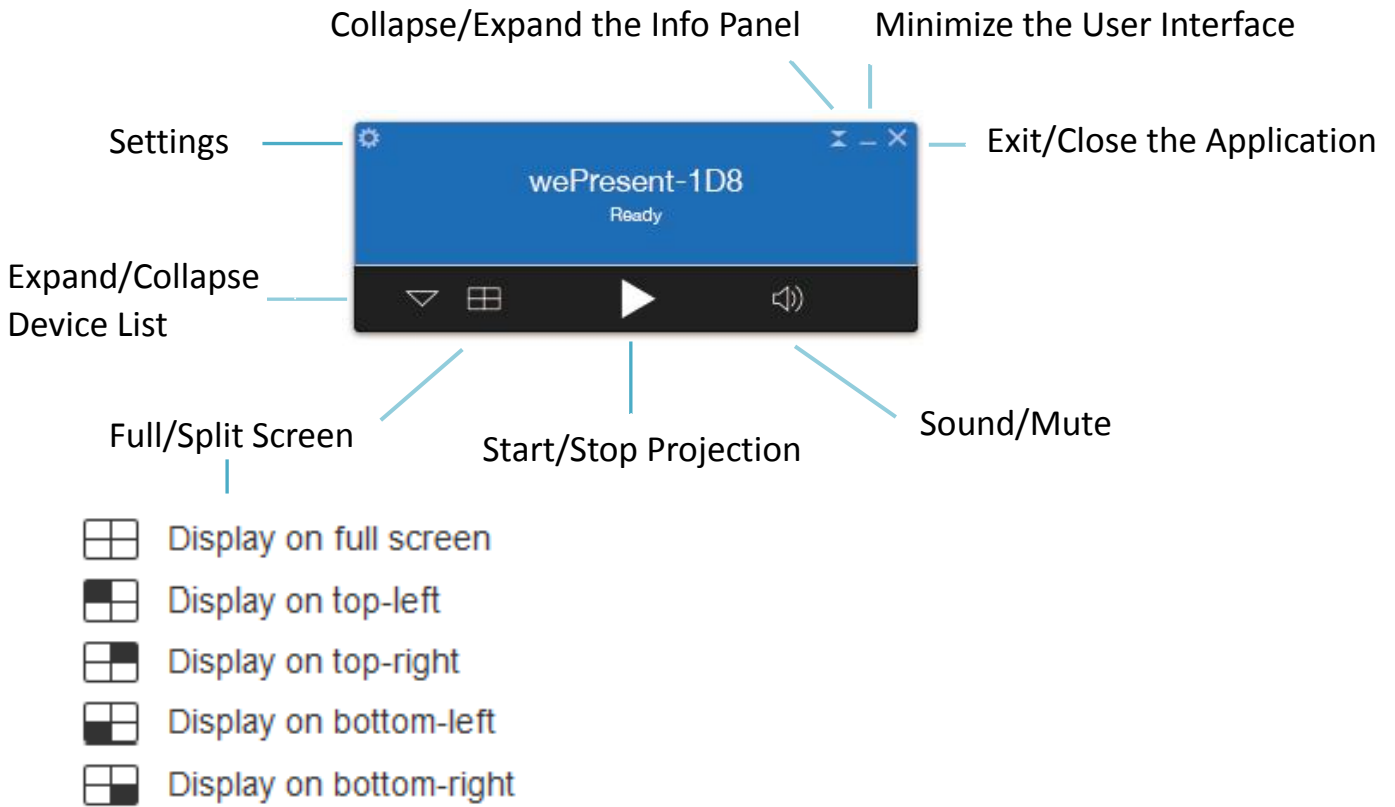 Collapse/Expand the Info Panel
Minimize the User Interface
Settings
Exit/Close the Application
wePresent-1D8
Ready
Expand/Collapse
Device List
Full/Split Screen
Start/Stop Projection
Sound/Mute
Display on full screen
Display on top-left
Display on top-right
Display on bottom-left
Display on bottom-right